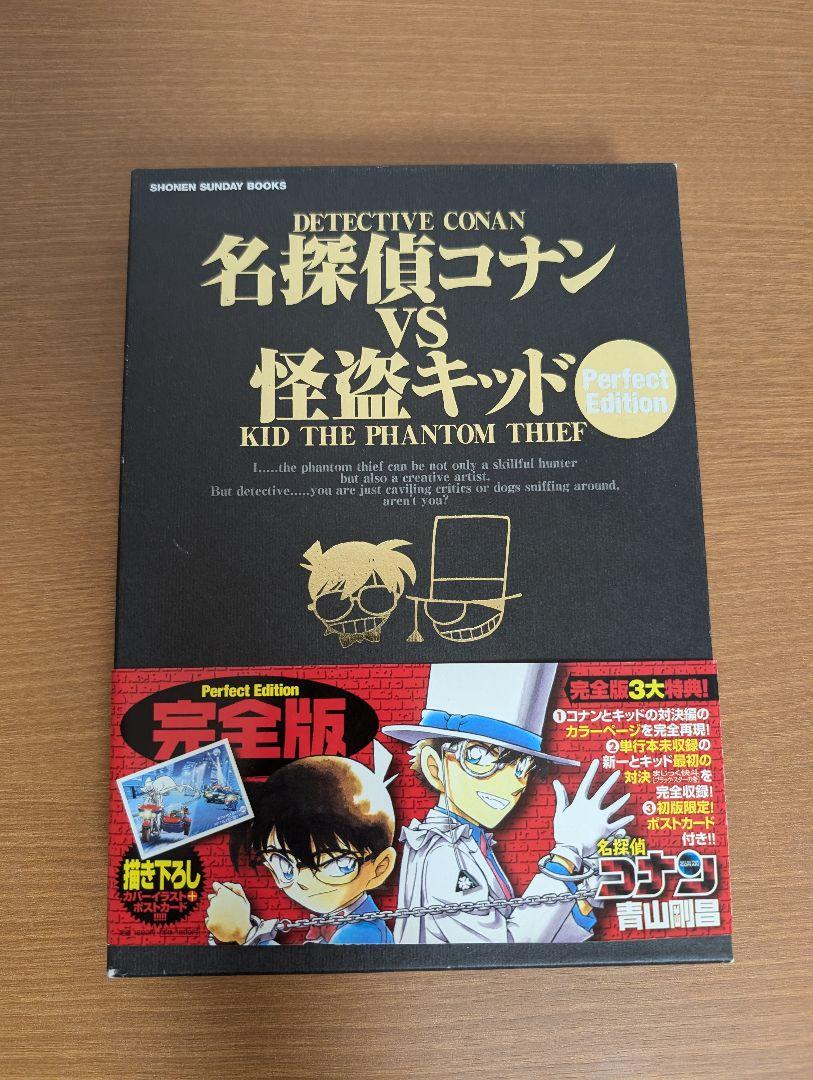 SHONEN SUNDAY BOOKS
DETECTIVE CONAN
名探偵コナン
VS
怪盗キッド
Perfect
Edition
KID THE PHANTOM THIEF
I.....the phantom thief can be not only a skillful hunter
but also a creative artist.
But detective.....you are just caviling critics or dogs sniffing around,
aren't you?
Perfect Edition
完全版
完全版3大特典!
①コナンとキッドの対決編の
カラーページを完全再現!
②単行本未収録の
新一とキッド最初の
対決を
完全収録!
③初版限定!
ポストカード
付き!!
描き下ろし
カバーイラスト+
ポストカード
!!!!!
名探偵
コナン
青山剛昌